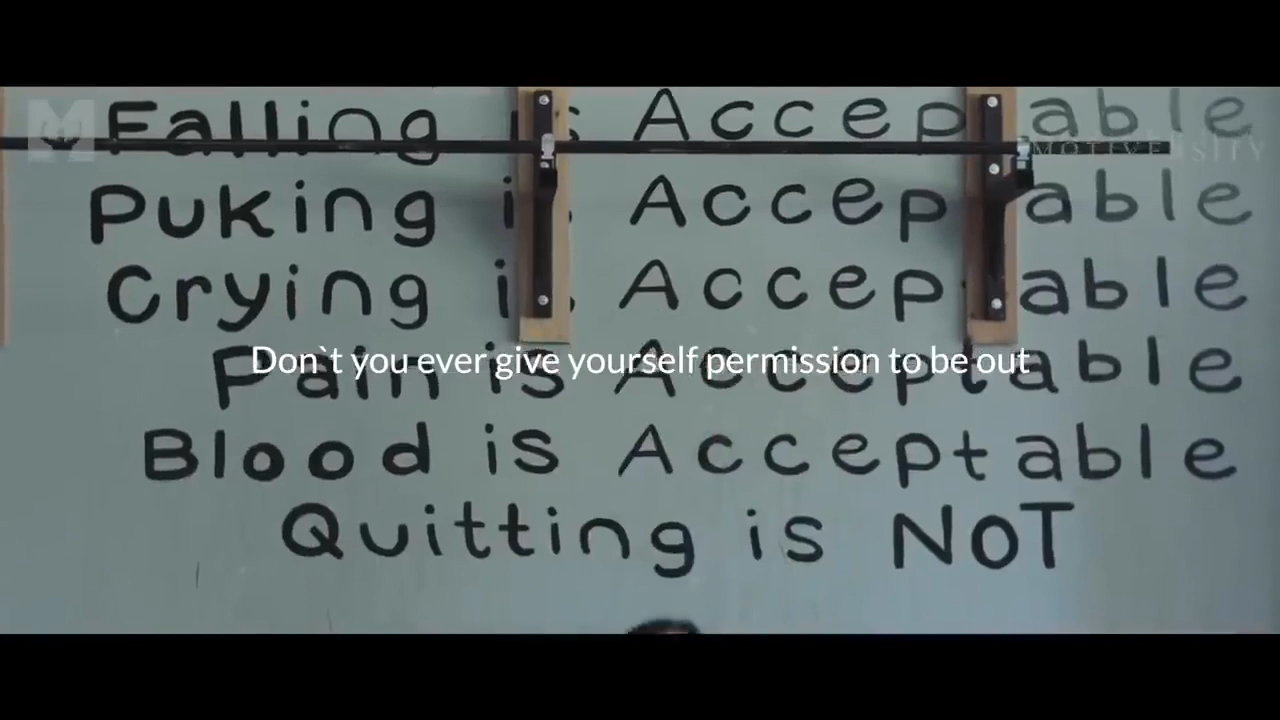 Falling is Acceptable
MOTIVERSITY
Puking is Acceptable
Crying is Acceptable
Don`t you ever give yourself permission to be out
Pain is Acceptable
Blood is Acceptable
Quitting is NOT